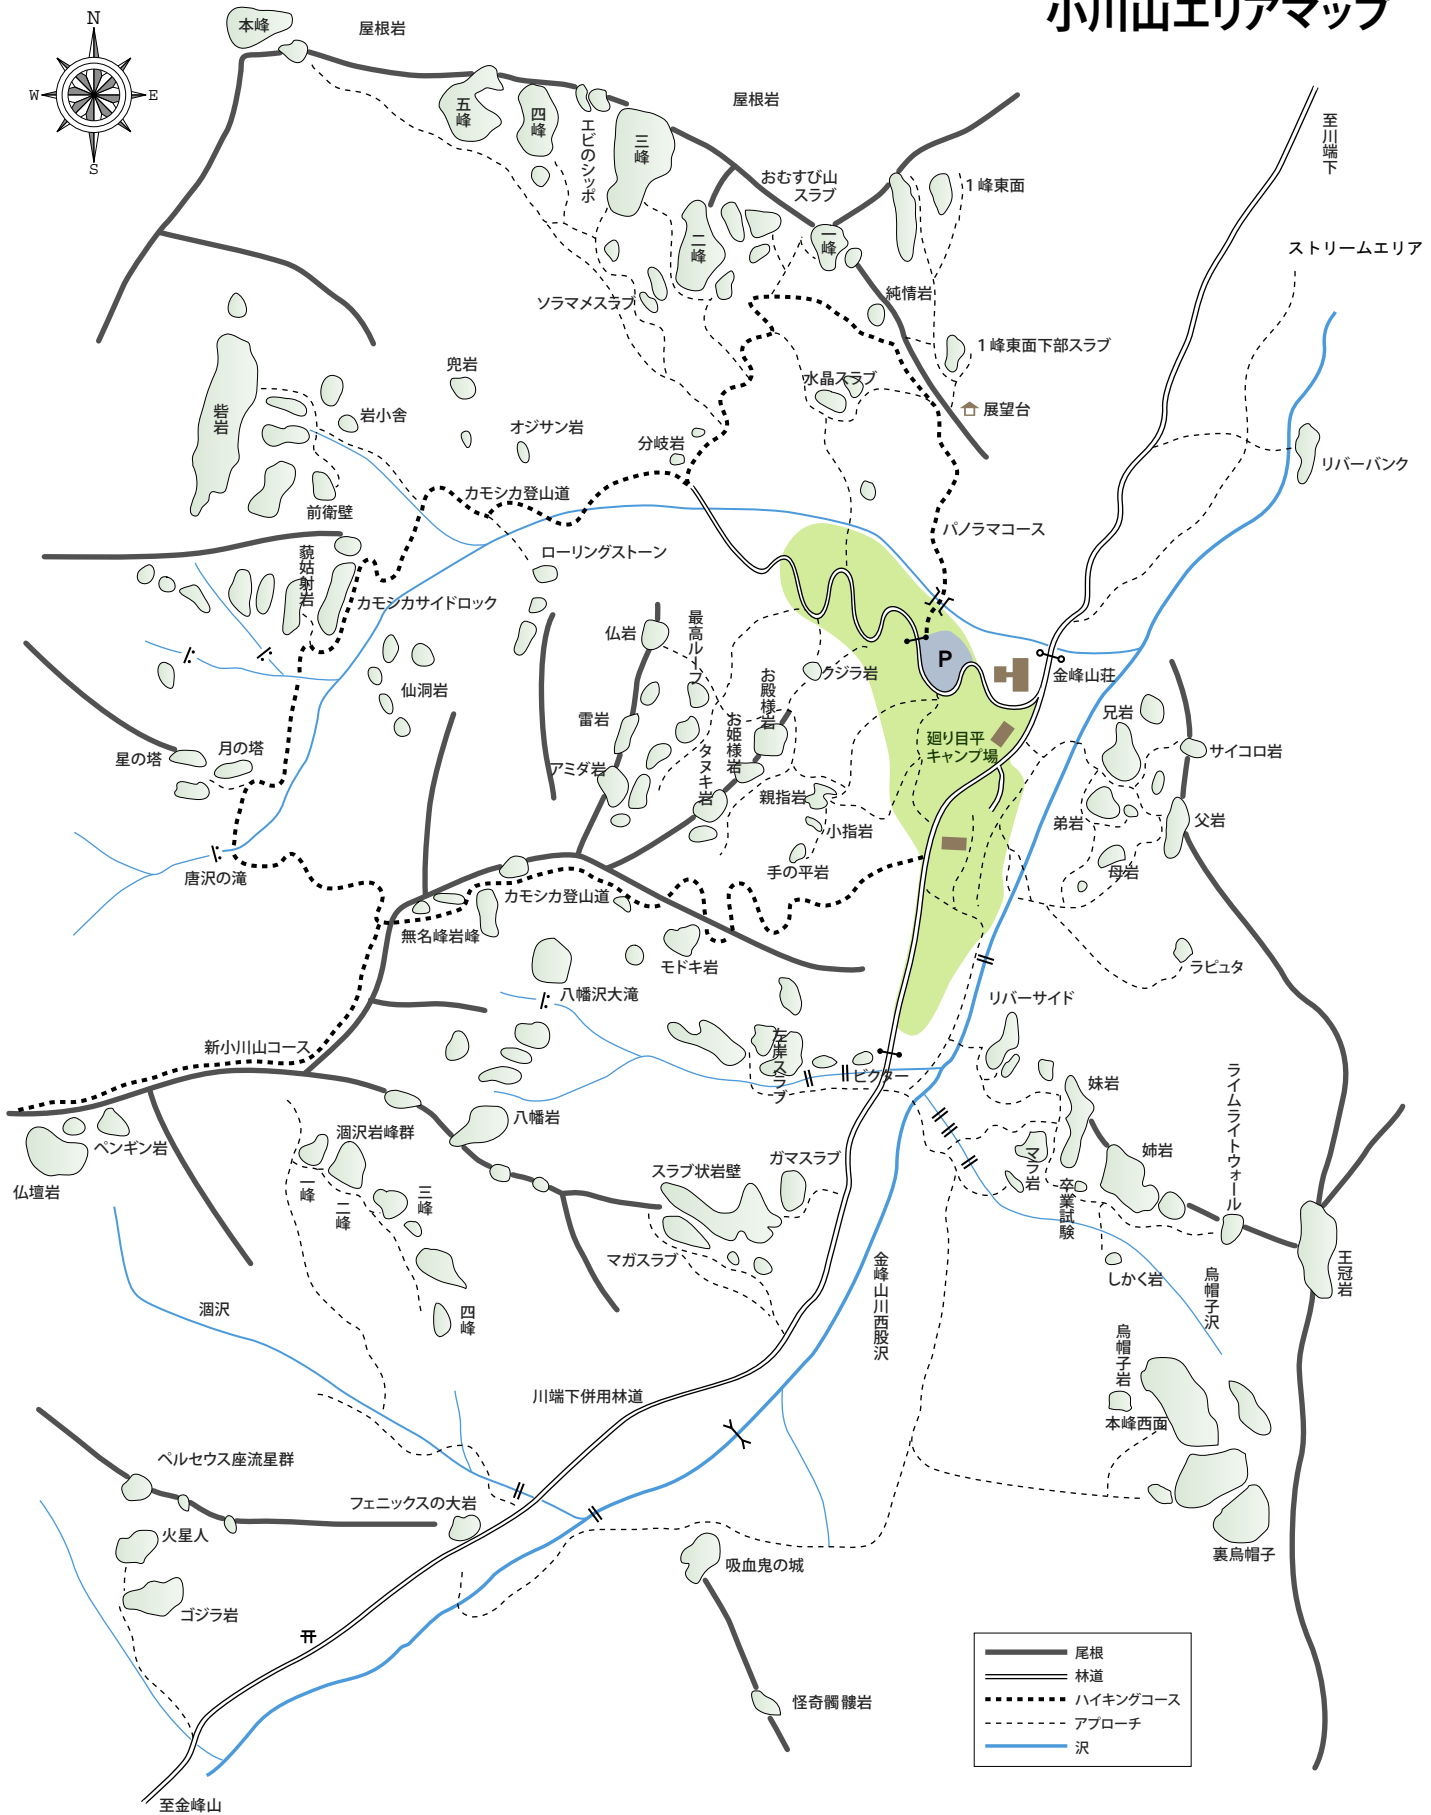 小川山エリアマップ
N
W
E
S
本峰
屋根岩
五峰
四峰
エビのシッポ
三峰
屋根岩
おむすび山
スラブ
二峰
一峰
1峰東面
至川端下
ストリームエリア
ソラマメスラブ
純情岩
1峰東面下部スラブ
水晶スラブ
展望台
兜岩
砦岩
岩小舎
オジサン岩
分岐岩
リバーバンク
カモシカ登山道
前衛壁
パノラマコース
藐姑射岩
ローリングストーン
カモシカサイドロック
仏岩
最高ルーフ
クジラ岩
P
金峰山荘
仙洞岩
お殿様岩
雷岩
お姫様岩
兄岩
星の塔
月の塔
アミダ岩
タヌキ岩
廻り目平
キャンプ場
サイコロ岩
親指岩
小指岩
弟岩
父岩
唐沢の滝
手の平岩
母岩
カモシカ登山道
無名峰岩峰
モドキ岩
ラピュタ
八幡沢大滝
リバーサイド
新小川山コース
左岸スラブ
ビクター
妹岩
ライムライトウォール
八幡岩
涸沢岩峰群
ペンギン岩
仏壇岩
一峰
二峰
三峰
四峰
スラブ状岩壁
ガマスラブ
マラ岩
姉岩
卒業試験
マガスラブ
金峰山川西股沢
しかく岩
烏帽子沢
王冠岩
涸沢
烏帽子岩
本峰西面
川端下併用林道
ペルセウス座流星群
フェニックスの大岩
火星人
ゴジラ岩
吸血鬼の城
裏烏帽子
怪奇髑髏岩
尾根
林道
ハイキングコース
アプローチ
沢
至金峰山